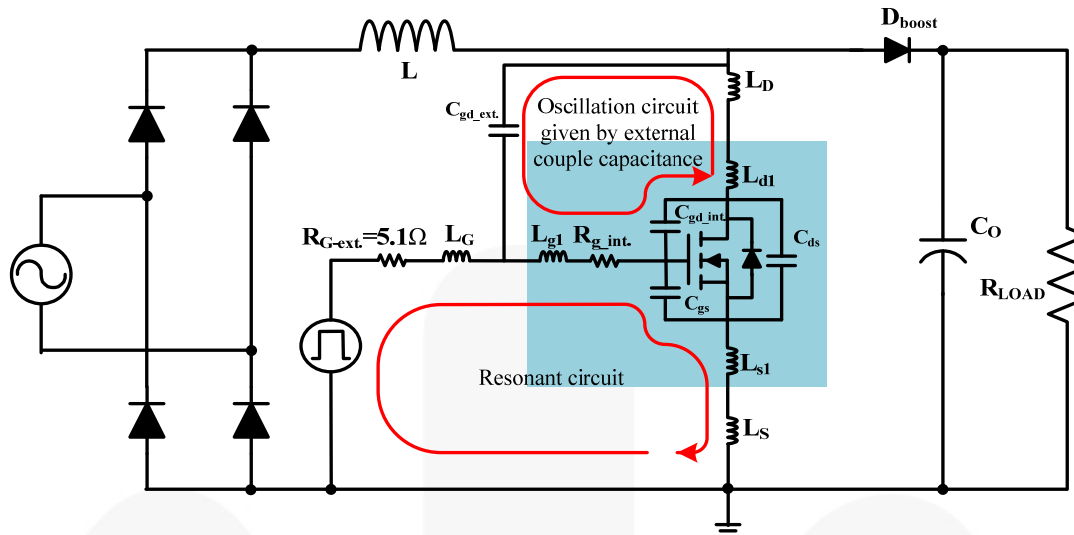 D_boost
L
L_D
C_gd_ext.
Oscillation circuit
given by external
couple capacitance
L_d1
C_gd_int.
R_G-ext.=5.1Ω
L_G
L_g1
R_g_int.
C_ds
C_O
R_LOAD
C_gs
L_s1
Resonant circuit
L_S